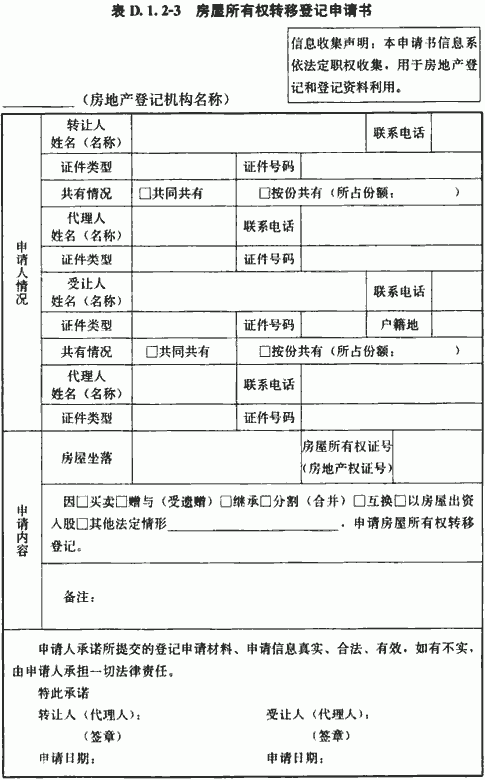 表 D.1.2-3 房屋所有权转移登记申请书
信息收集声明：本申请书信息系
依法定职权收集，用于房地产登
记和登记资料利用。
________（房地产登记机构名称）
申请人情况
转让人
姓名（名称）
联系电话
证件类型
证件号码
共有情况
□共同共有
□按份共有（所占份额： ）
代理人
姓名（名称）
联系电话
证件类型
证件号码
受让人
姓名（名称）
联系电话
证件类型
证件号码
户籍地
共有情况
□共同共有
□按份共有（所占份额： ）
代理人
姓名（名称）
联系电话
证件类型
证件号码
申请内容
房屋坐落
房屋所有权证号
(房地产权证号)
因□买卖□赠与（受遗赠）□继承□分割（合并）□互换□以房屋出资
入股□其他法定情形________________，申请房屋所有权转移
登记。
备注：
申请人承诺所提交的登记申请材料、申请信息真实、合法、有效，如有不实，
由申请人承担一切法律责任。
特此承诺
转让人（代理人）： 受让人（代理人）：
（签章） （签章）
申请日期： 申请日期：